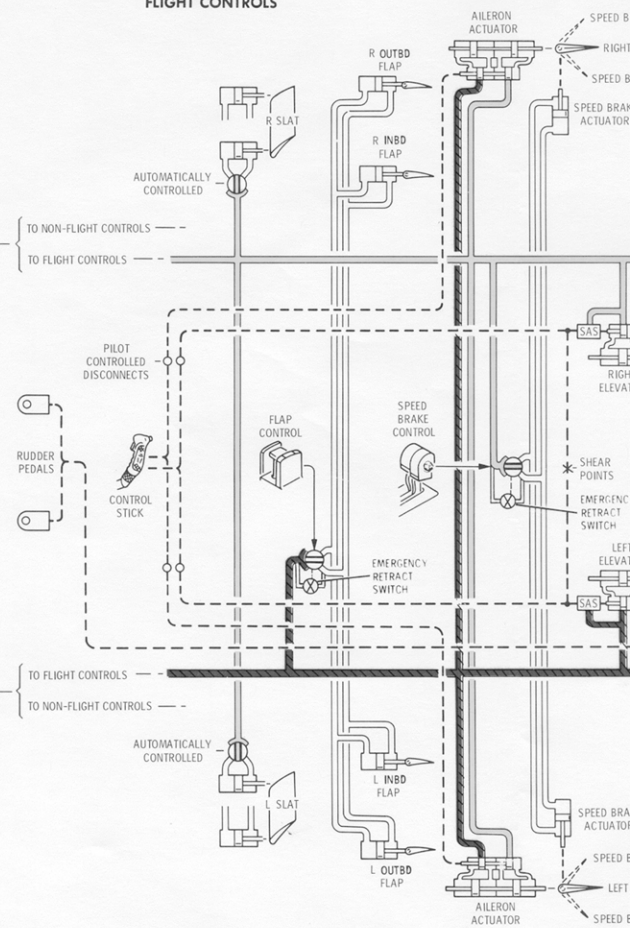 FLIGHT CONTROLS
AILERON
ACTUATOR
SPEED B
RIGHT
SPEED B
R OUTBD
FLAP
SPEED BRAK
ACTUATOR
R SLAT
R INBD
FLAP
AUTOMATICALLY
CONTROLLED
TO NON-FLIGHT CONTROLS
TO FLIGHT CONTROLS
SAS
RIGH
ELEVAT
PILOT
CONTROLLED
DISCONNECTS
FLAP
CONTROL
SPEED
BRAKE
CONTROL
RUDDER
PEDALS
CONTROL
STICK
SHEAR
POINTS
EMERGENC
RETRACT
SWITCH
LEFT
ELEVAT
EMERGENCY
RETRACT
SWITCH
SAS
TO FLIGHT CONTROLS
TO NON-FLIGHT CONTROLS
AUTOMATICALLY
CONTROLLED
L INBD
FLAP
L SLAT
SPEED BRA
ACTUATOR
L OUTBD
FLAP
SPEED B
LEFT
SPEED B
AILERON
ACTUATOR